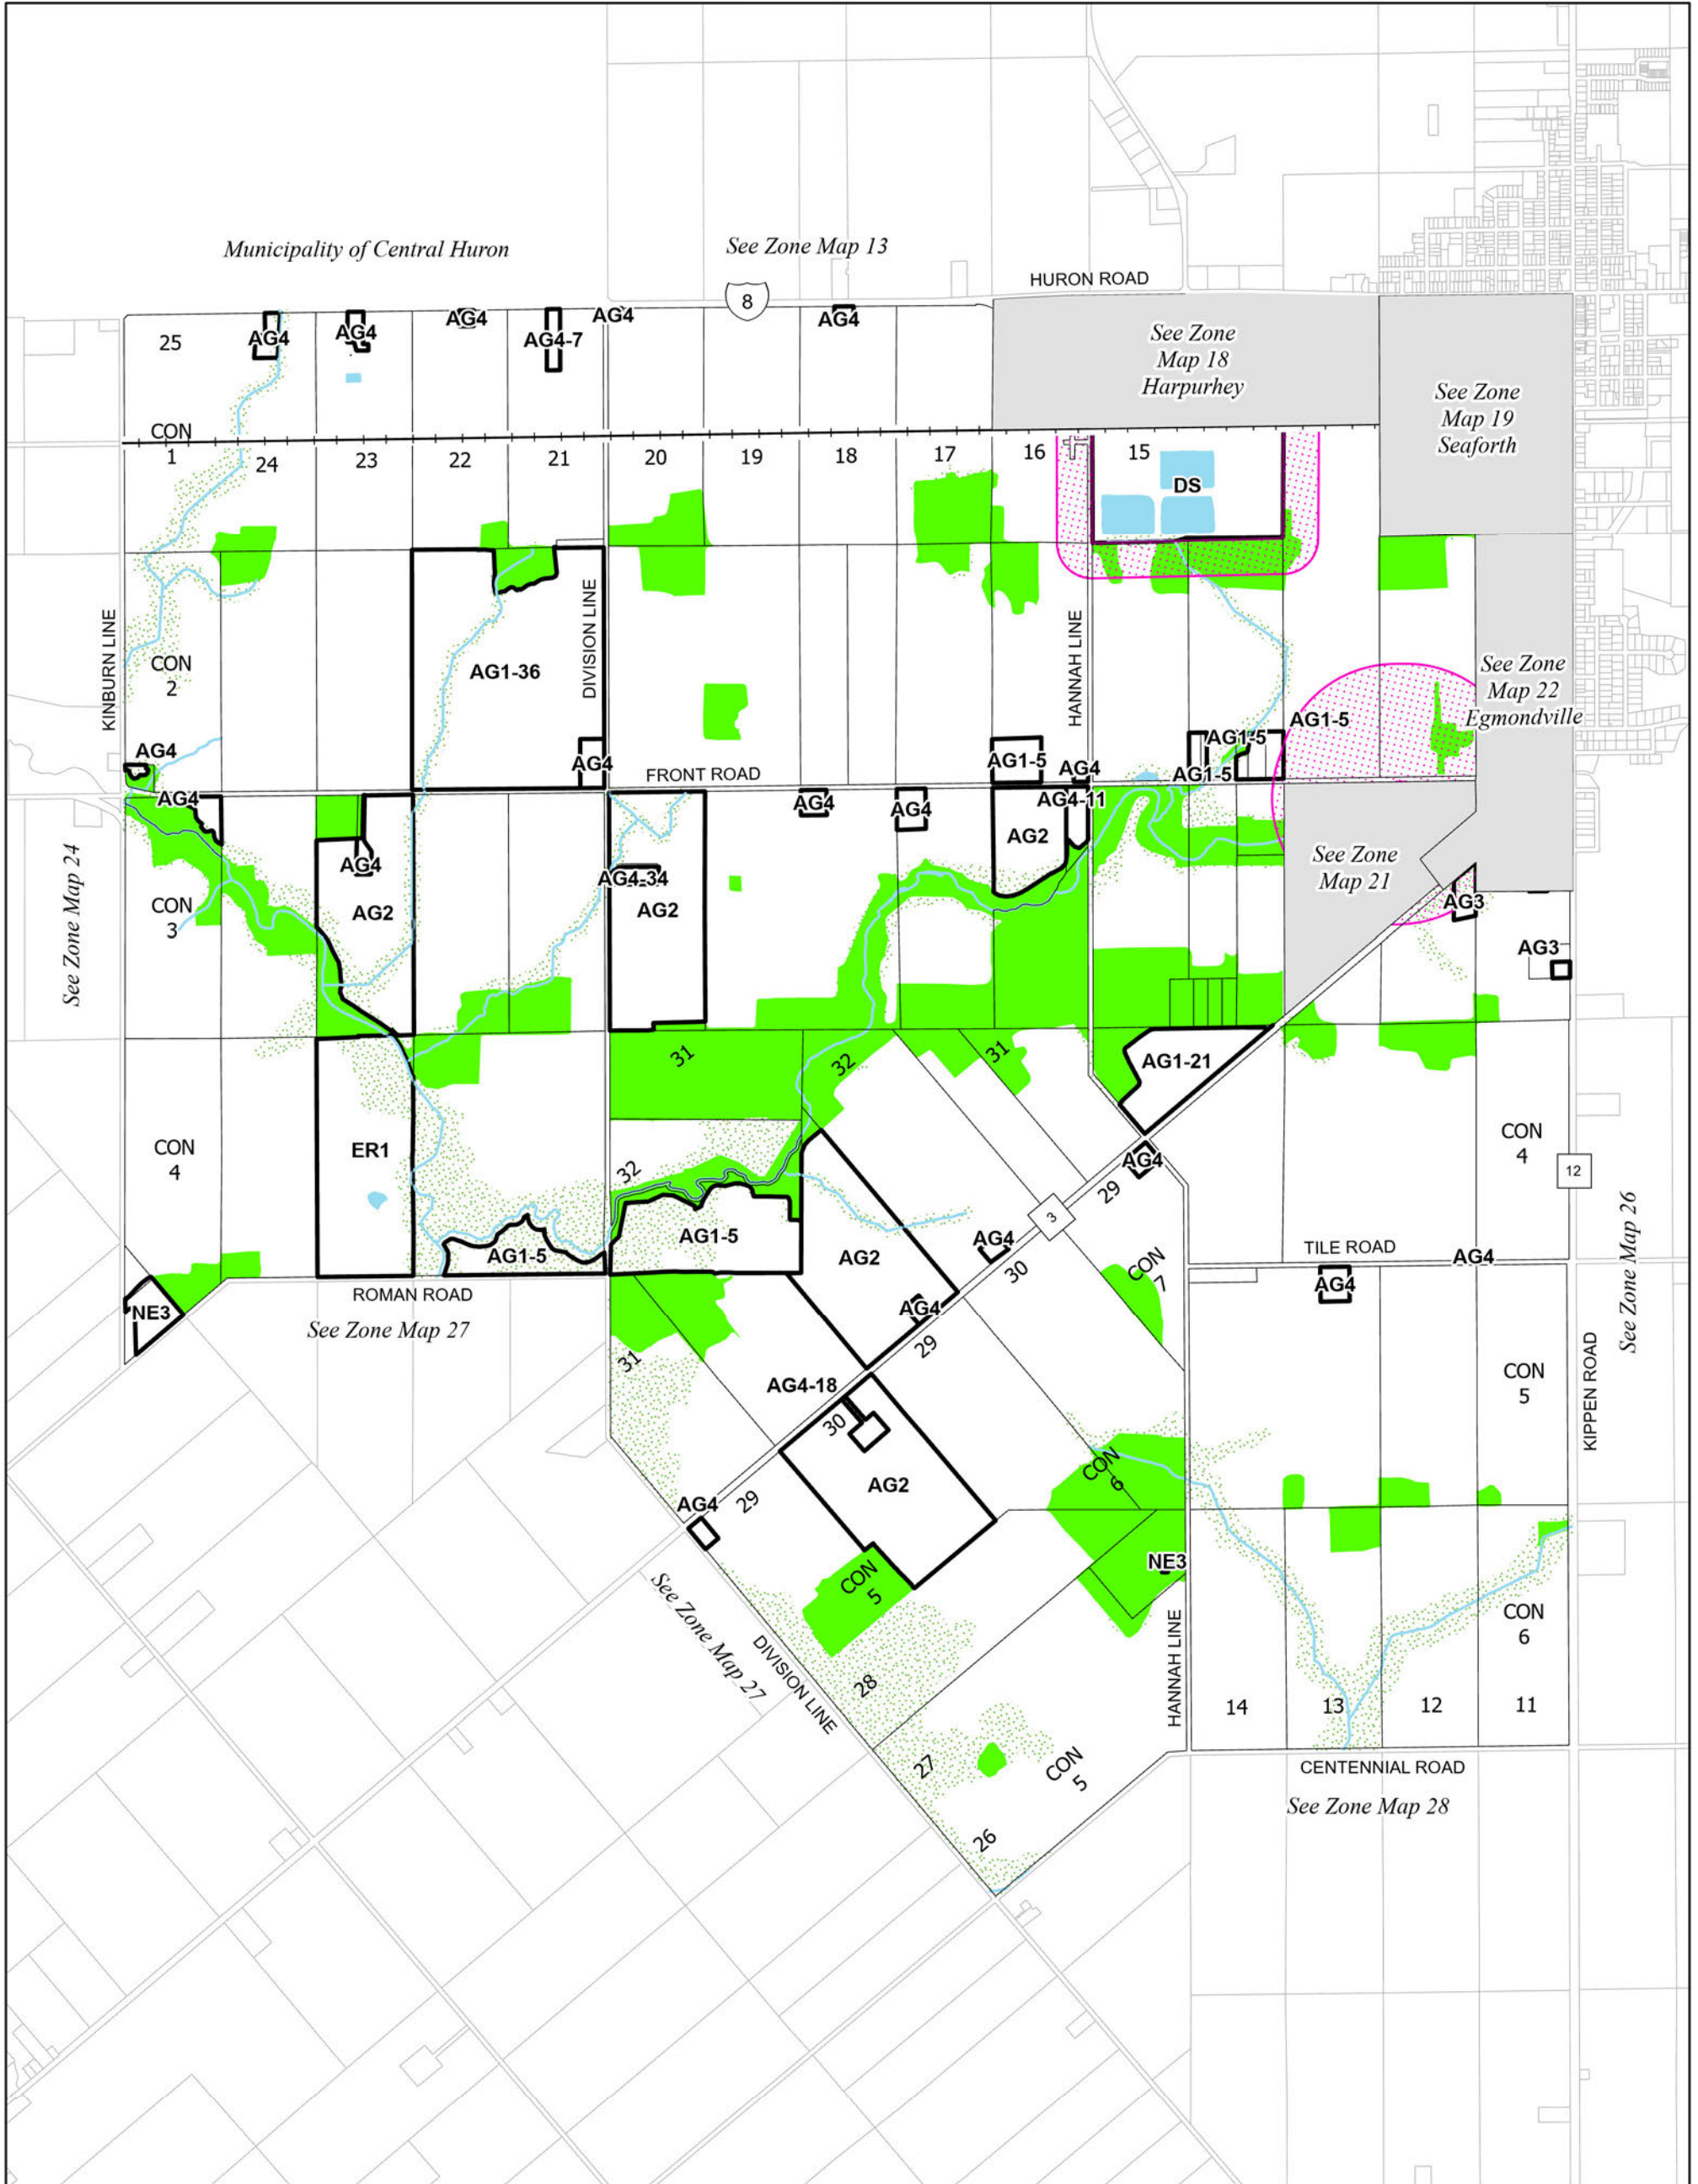 Municipality of Central Huron
See Zone Map 13
HURON ROAD
8
AG4
AG4
AG4
AG4-7
AG4
AG4
25
See Zone
Map 18
Harpurhey
See Zone
Map 19
Seaforth
CON
1
24
23
22
21
20
19
18
17
16
15
DS
KINBURN LINE
CON
2
AG1-36
DIVISION LINE
HANNAH LINE
See Zone
Map 22
Egmondville
AG1-5
AG1-5
AG1-5
AG1-5
AG4
AG4
AG4
FRONT ROAD
AG4
AG4
AG4
AG4-11
AG2
See Zone Map 24
CON
3
AG4
AG2
AG4-34
AG2
See Zone
Map 21
AG3
AG3
31
32
31
AG1-21
CON
4
ER1
32
AG4
29
3
CON
4
12
See Zone Map 26
AG1-5
AG1-5
AG2
AG4
30
CON
7
TILE ROAD
AG4
AG4
NE3
ROMAN ROAD
See Zone Map 27
AG4
29
31
AG4-18
30
AG2
CON
5
KIPPEN ROAD
CON
6
AG4
29
CON
5
NE3
See Zone Map 27
DIVISION LINE
28
HANNAH LINE
CON
6
14
13
12
11
27
CON
5
26
CENTENNIAL ROAD
See Zone Map 28